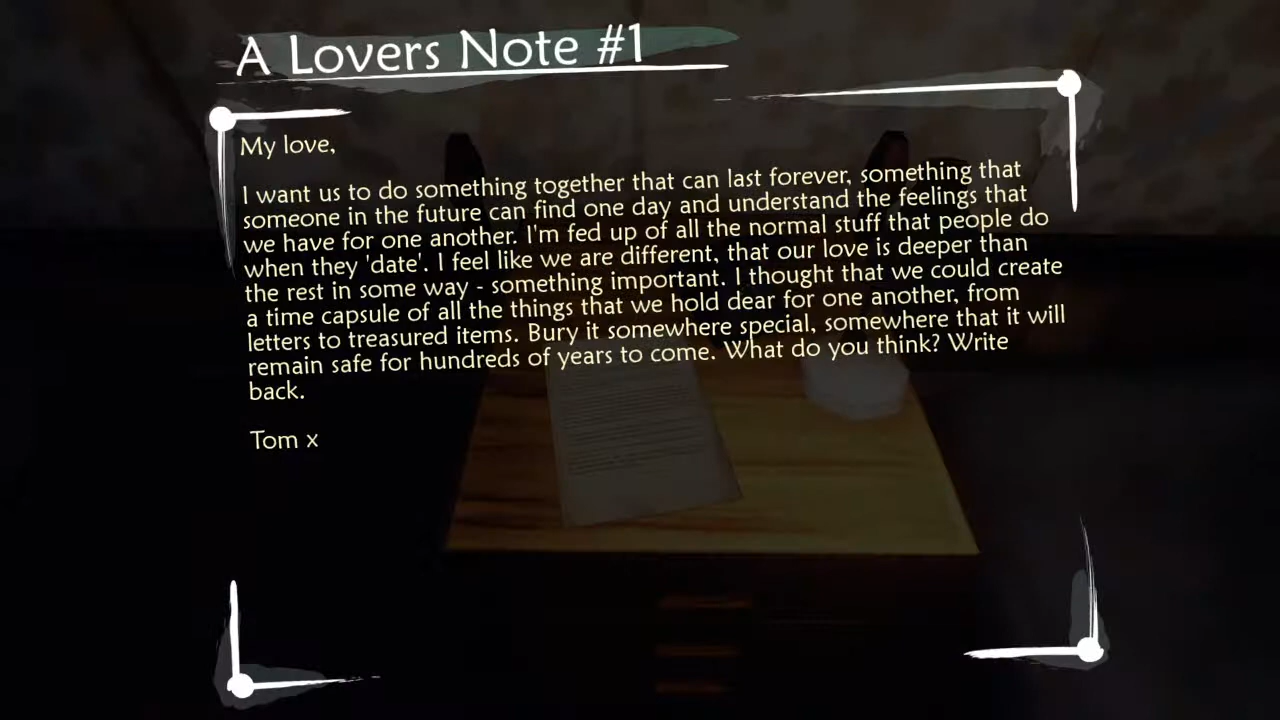 A Lovers Note #1
My love,
I want us to do something together that can last forever, something that
someone in the future can find one day and understand the feelings that
we have for one another. I'm fed up of all the normal stuff that people do
when they 'date'. I feel like we are different, that our love is deeper than
the rest in some way - something important. I thought that we could create
a time capsule of all the things that we hold dear for one another, from
letters to treasured items. Bury it somewhere special, somewhere that it will
remain safe for hundreds of years to come. What do you think? Write
back.
Tom x